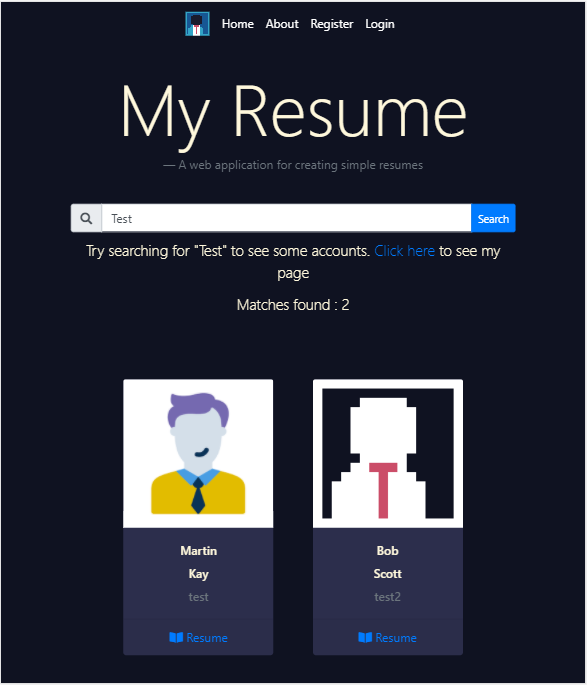 Home About Register Login
My Resume
— A web application for creating simple resumes
Test Search
Try searching for "Test" to see some accounts. Click here to see my
page
Matches found : 2
Martin
Kay
test
Resume
Bob
Scott
test2
Resume